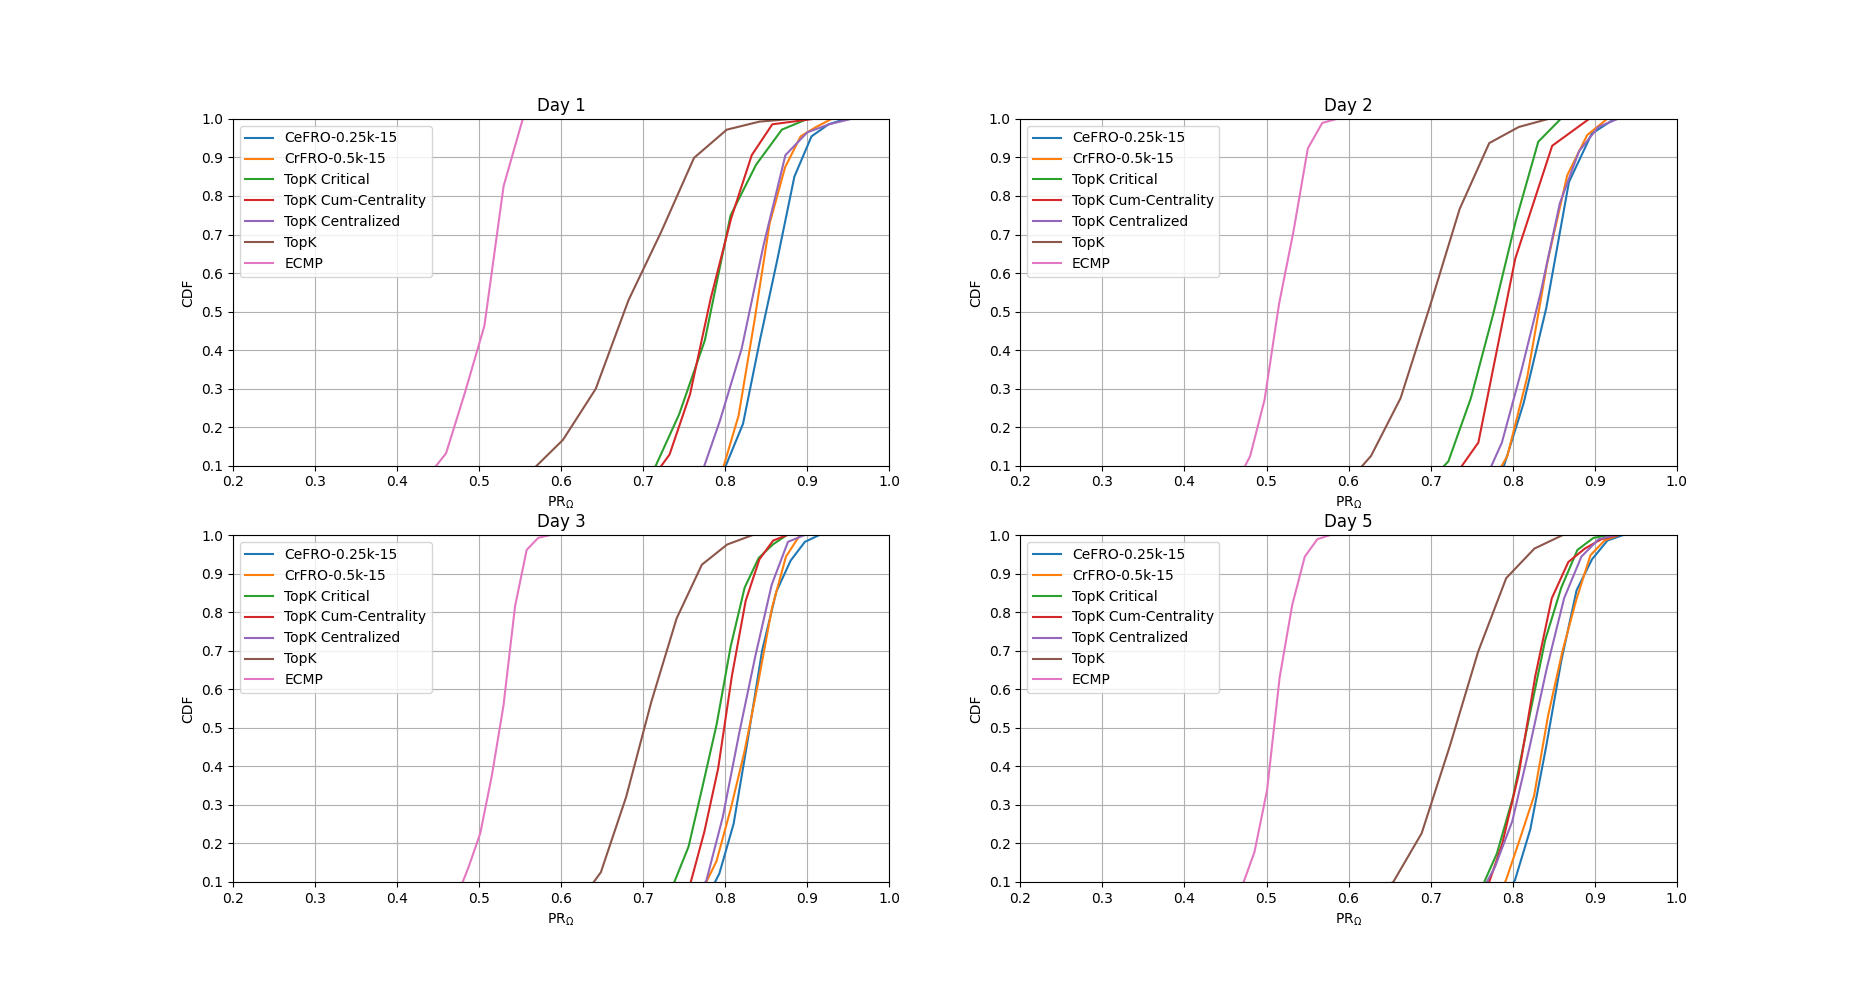 Day 1
CDF
1.0
0.9
0.8
0.7
0.6
0.5
0.4
0.3
0.2
0.1
CeFRO-0.25k-15
CrFRO-0.5k-15
TopK Critical
TopK Cum-Centrality
TopK Centralized
TopK
ECMP
0.2 0.3 0.4 0.5 0.6 0.7 0.8 0.9 1.0
PRΩ
Day 2
CDF
1.0
0.9
0.8
0.7
0.6
0.5
0.4
0.3
0.2
0.1
CeFRO-0.25k-15
CrFRO-0.5k-15
TopK Critical
TopK Cum-Centrality
TopK Centralized
TopK
ECMP
0.2 0.3 0.4 0.5 0.6 0.7 0.8 0.9 1.0
PRΩ
Day 3
CDF
1.0
0.9
0.8
0.7
0.6
0.5
0.4
0.3
0.2
0.1
CeFRO-0.25k-15
CrFRO-0.5k-15
TopK Critical
TopK Cum-Centrality
TopK Centralized
TopK
ECMP
0.2 0.3 0.4 0.5 0.6 0.7 0.8 0.9 1.0
PRΩ
Day 5
CDF
1.0
0.9
0.8
0.7
0.6
0.5
0.4
0.3
0.2
0.1
CeFRO-0.25k-15
CrFRO-0.5k-15
TopK Critical
TopK Cum-Centrality
TopK Centralized
TopK
ECMP
0.2 0.3 0.4 0.5 0.6 0.7 0.8 0.9 1.0
PRΩ